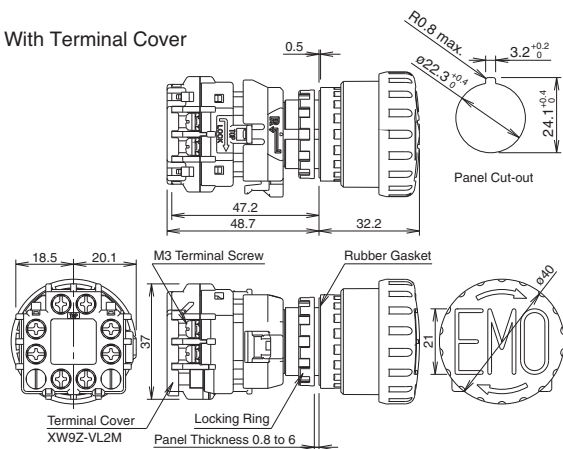 With Terminal Cover
0.5
R0.8 max.
3.2 +0.2 0
ø22.3 +0.4 0
24.1 +0.4 0
Panel Cut-out
LOCK
TOP
47.2
48.7
32.2
18.5
20.1
M3 Terminal Screw
Rubber Gasket
ø40
37
21
EMO
Terminal Cover
XW9Z-VL2M
Locking Ring
Panel Thickness 0.8 to 6